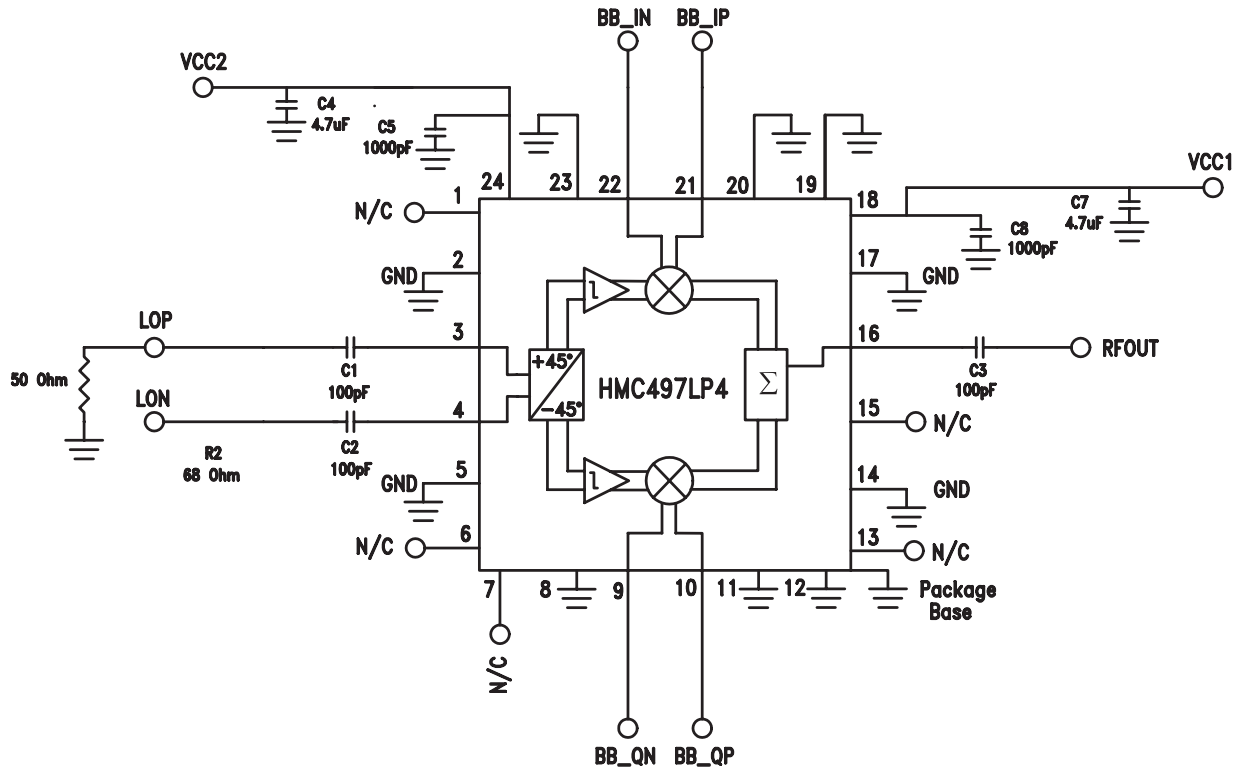 BB_IN
BB_IP
VCC2
C4
4.7uF
C5
1000pF
VCC1
C7
4.7uF
C8
1000pF
24
23
22
21
20
19
1
N/C
18
2
GND
17
GND
LOP
3
C1
100pF
16
C3
100pF
RFOUT
50 Ohm
+45°
-45°
HMC497LP4
Σ
LON
4
C2
100pF
R2
68 Ohm
15
N/C
5
GND
14
GND
6
N/C
13
N/C
7
8
9
10
11
12
Package
Base
N/C
BB_QN
BB_QP